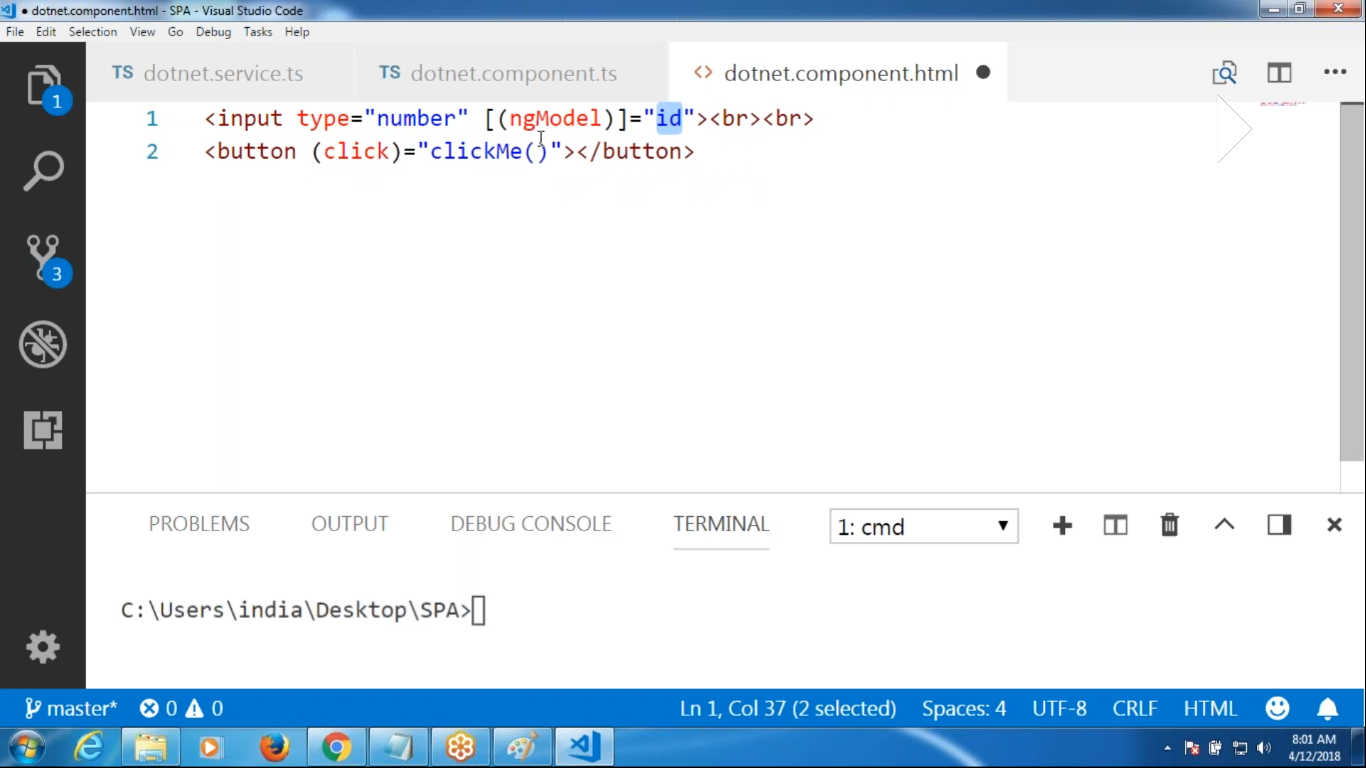 ● dotnet.component.html - SPA - Visual Studio Code
File Edit Selection View Go Debug Tasks Help
TS dotnet.service.ts TS dotnet.component.ts <> dotnet.component.html ●
1 <input type="number" [(ngModel)]="id"><br><br>
2 <button (click)="clickMe()"></button>
1
3
PROBLEMS OUTPUT DEBUG CONSOLE TERMINAL 1: cmd
C:\Users\india\Desktop\SPA>
master* 0 0 Ln 1, Col 37 (2 selected) Spaces: 4 UTF-8 CRLF HTML
8:01 AM
4/12/2018